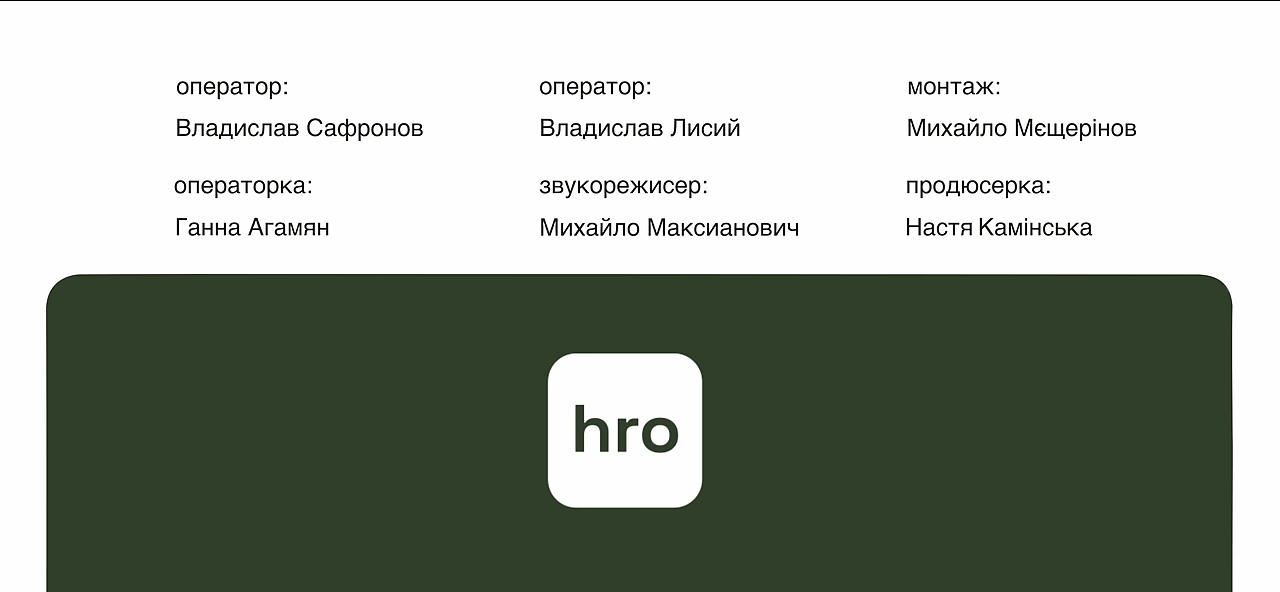 оператор:
Владислав Сафронов
оператор:
Владислав Лисий
монтаж:
Михайло Мєщерінов
операторка:
Ганна Агамян
звукорежисер:
Михайло Максианович
продюсерка:
Настя Камінська
hro